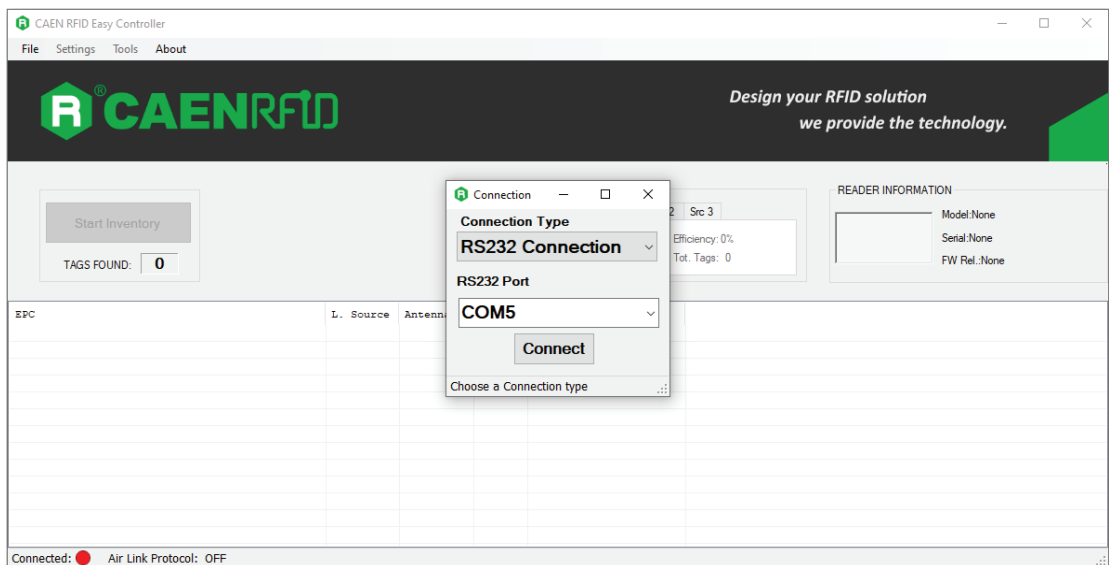 CAEN RFID Easy Controller
File Settings Tools About
R ® CAENRFID
Design your RFID solution
we provide the technology.
Start Inventory
TAGS FOUND: 0
Connection
Connection Type
RS232 Connection
RS232 Port
COM5
Connect
Choose a Connection type
2 Src 3
Efficiency: 0%
Tot. Tags: 0
READER INFORMATION
Model:None
Serial:None
FW Rel.:None
EPC L. Source Antenn
Connected: Air Link Protocol: OFF